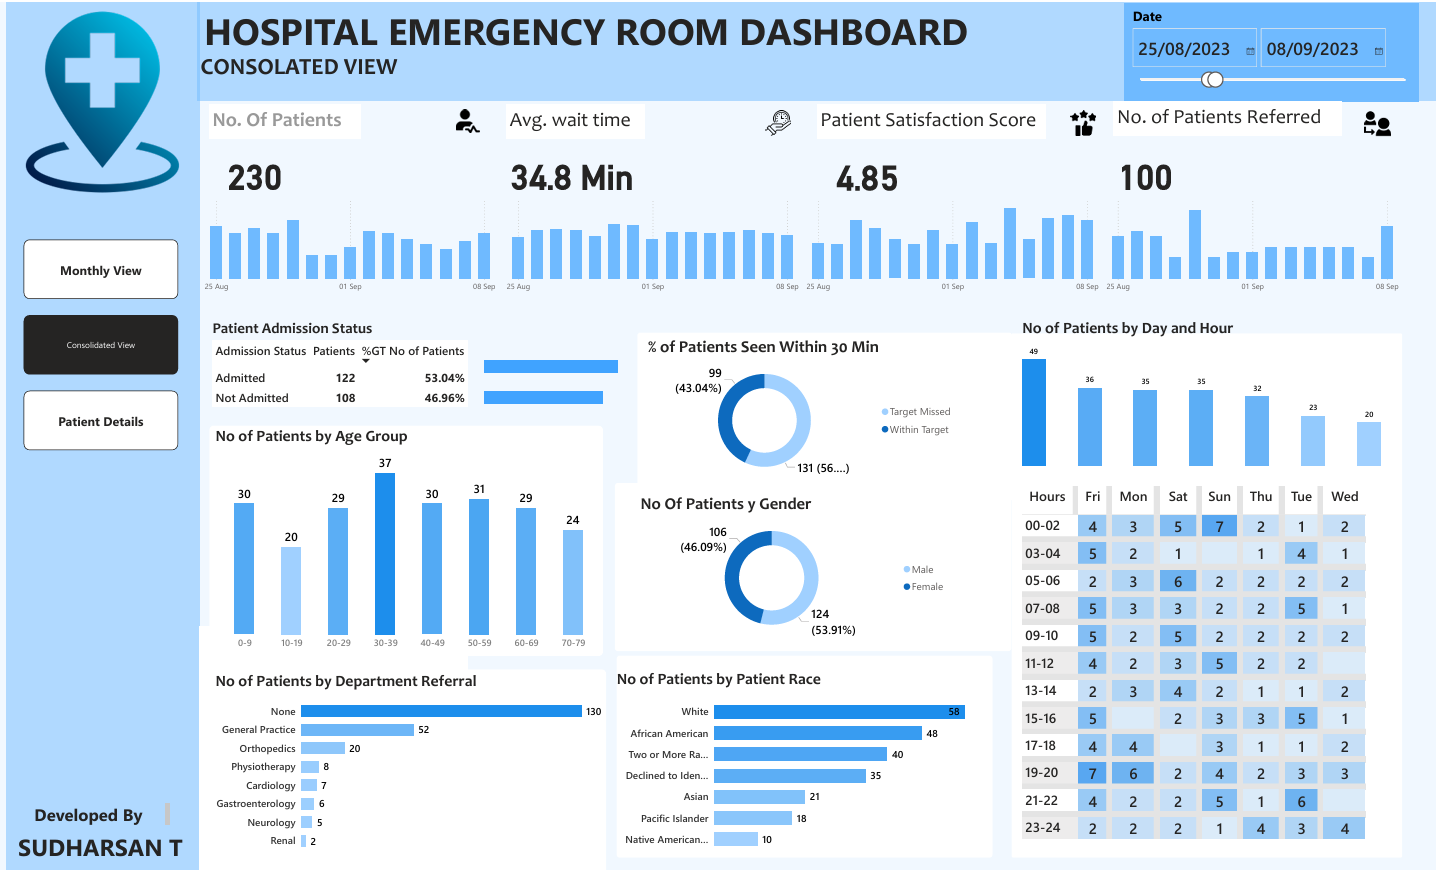 HOSPITAL EMERGENCY ROOM DASHBOARD
CONSOLATED VIEW
Date
25/08/2023 08/09/2023
No. Of Patients
230
25 Aug 01 Sep 08 Sep
Avg. wait time
34.8 Min
25 Aug 01 Sep 08 Sep
Patient Satisfaction Score
4.85
25 Aug 01 Sep 08 Sep
No. of Patients Referred
100
25 Aug 01 Sep 08 Sep
Monthly View
Consolidated View
Patient Details
Developed By
SUDHARSAN T
Patient Admission Status
Admission Status Patients %GT No of Patients
Admitted 122 53.04%
Not Admitted 108 46.96%
No of Patients by Age Group
30 20 29 37 30 31 29 24
0-9 10-19 20-29 30-39 40-49 50-59 60-69 70-79
% of Patients Seen Within 30 Min
99
(43.04%)
131 (56....)
Target Missed
Within Target
No Of Patients y Gender
106
(46.09%)
124
(53.91%)
Male
Female
No of Patients by Department Referral
None 130
General Practice 52
Orthopedics 20
Physiotherapy 8
Cardiology 7
Gastroenterology 6
Neurology 5
Renal 2
No of Patients by Patient Race
White 58
African American 48
Two or More Ra... 40
Declined to Iden... 35
Asian 21
Pacific Islander 18
Native American... 10
No of Patients by Day and Hour
49 36 35 35 32 23 20
Hours Fri Mon Sat Sun Thu Tue Wed
00-02 4 3 5 7 2 1 2
03-04 5 2 1 1 4 1
05-06 2 3 6 2 2 2 2
07-08 5 3 3 2 2 5 1
09-10 5 2 5 2 2 2 2
11-12 4 2 3 5 2 2
13-14 2 3 4 2 1 1 2
15-16 5 2 3 3 5 1
17-18 4 4 3 1 1 2
19-20 7 6 2 4 2 3 3
21-22 4 2 2 5 1 6
23-24 2 2 2 1 4 3 4